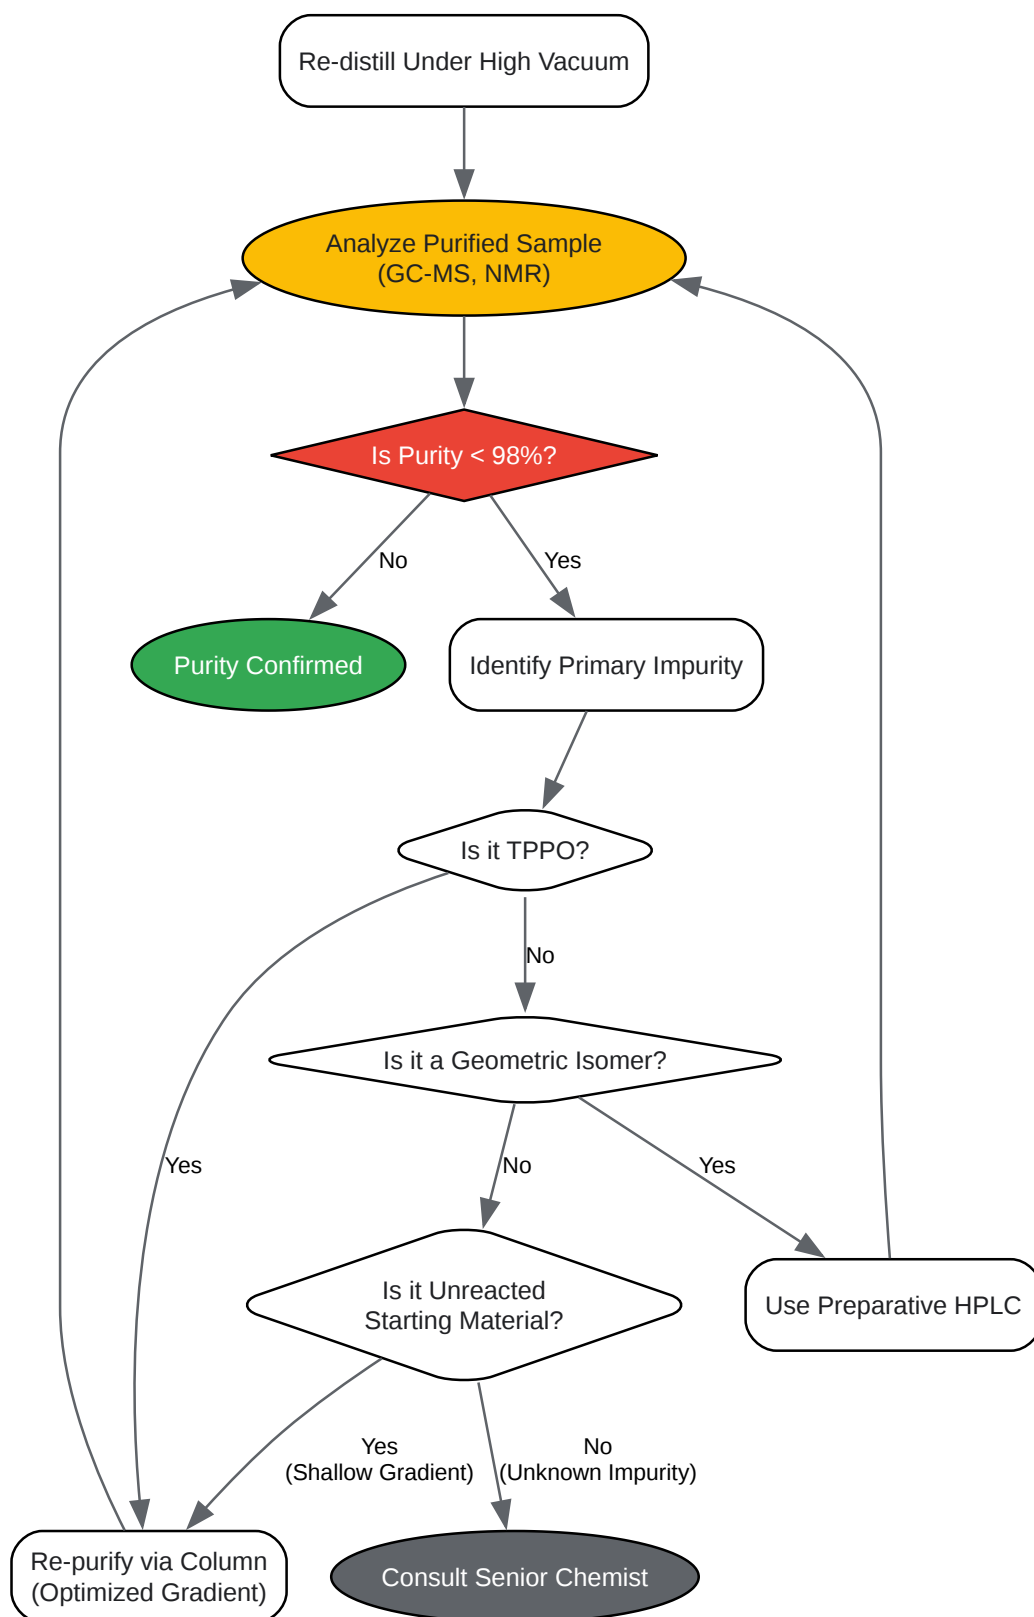 Re-distill Under High Vacuum
Analyze Purified Sample
(GC-MS, NMR)
Is Purity < 98%?
No
Yes
Purity Confirmed
Identify Primary Impurity
Is it TPPO?
No
Is it a Geometric Isomer?
Yes
No
Yes
Is it Unreacted
Starting Material?
Use Preparative HPLC
Yes
(Shallow Gradient)
No
(Unknown Impurity)
Re-purify via Column
(Optimized Gradient)
Consult Senior Chemist